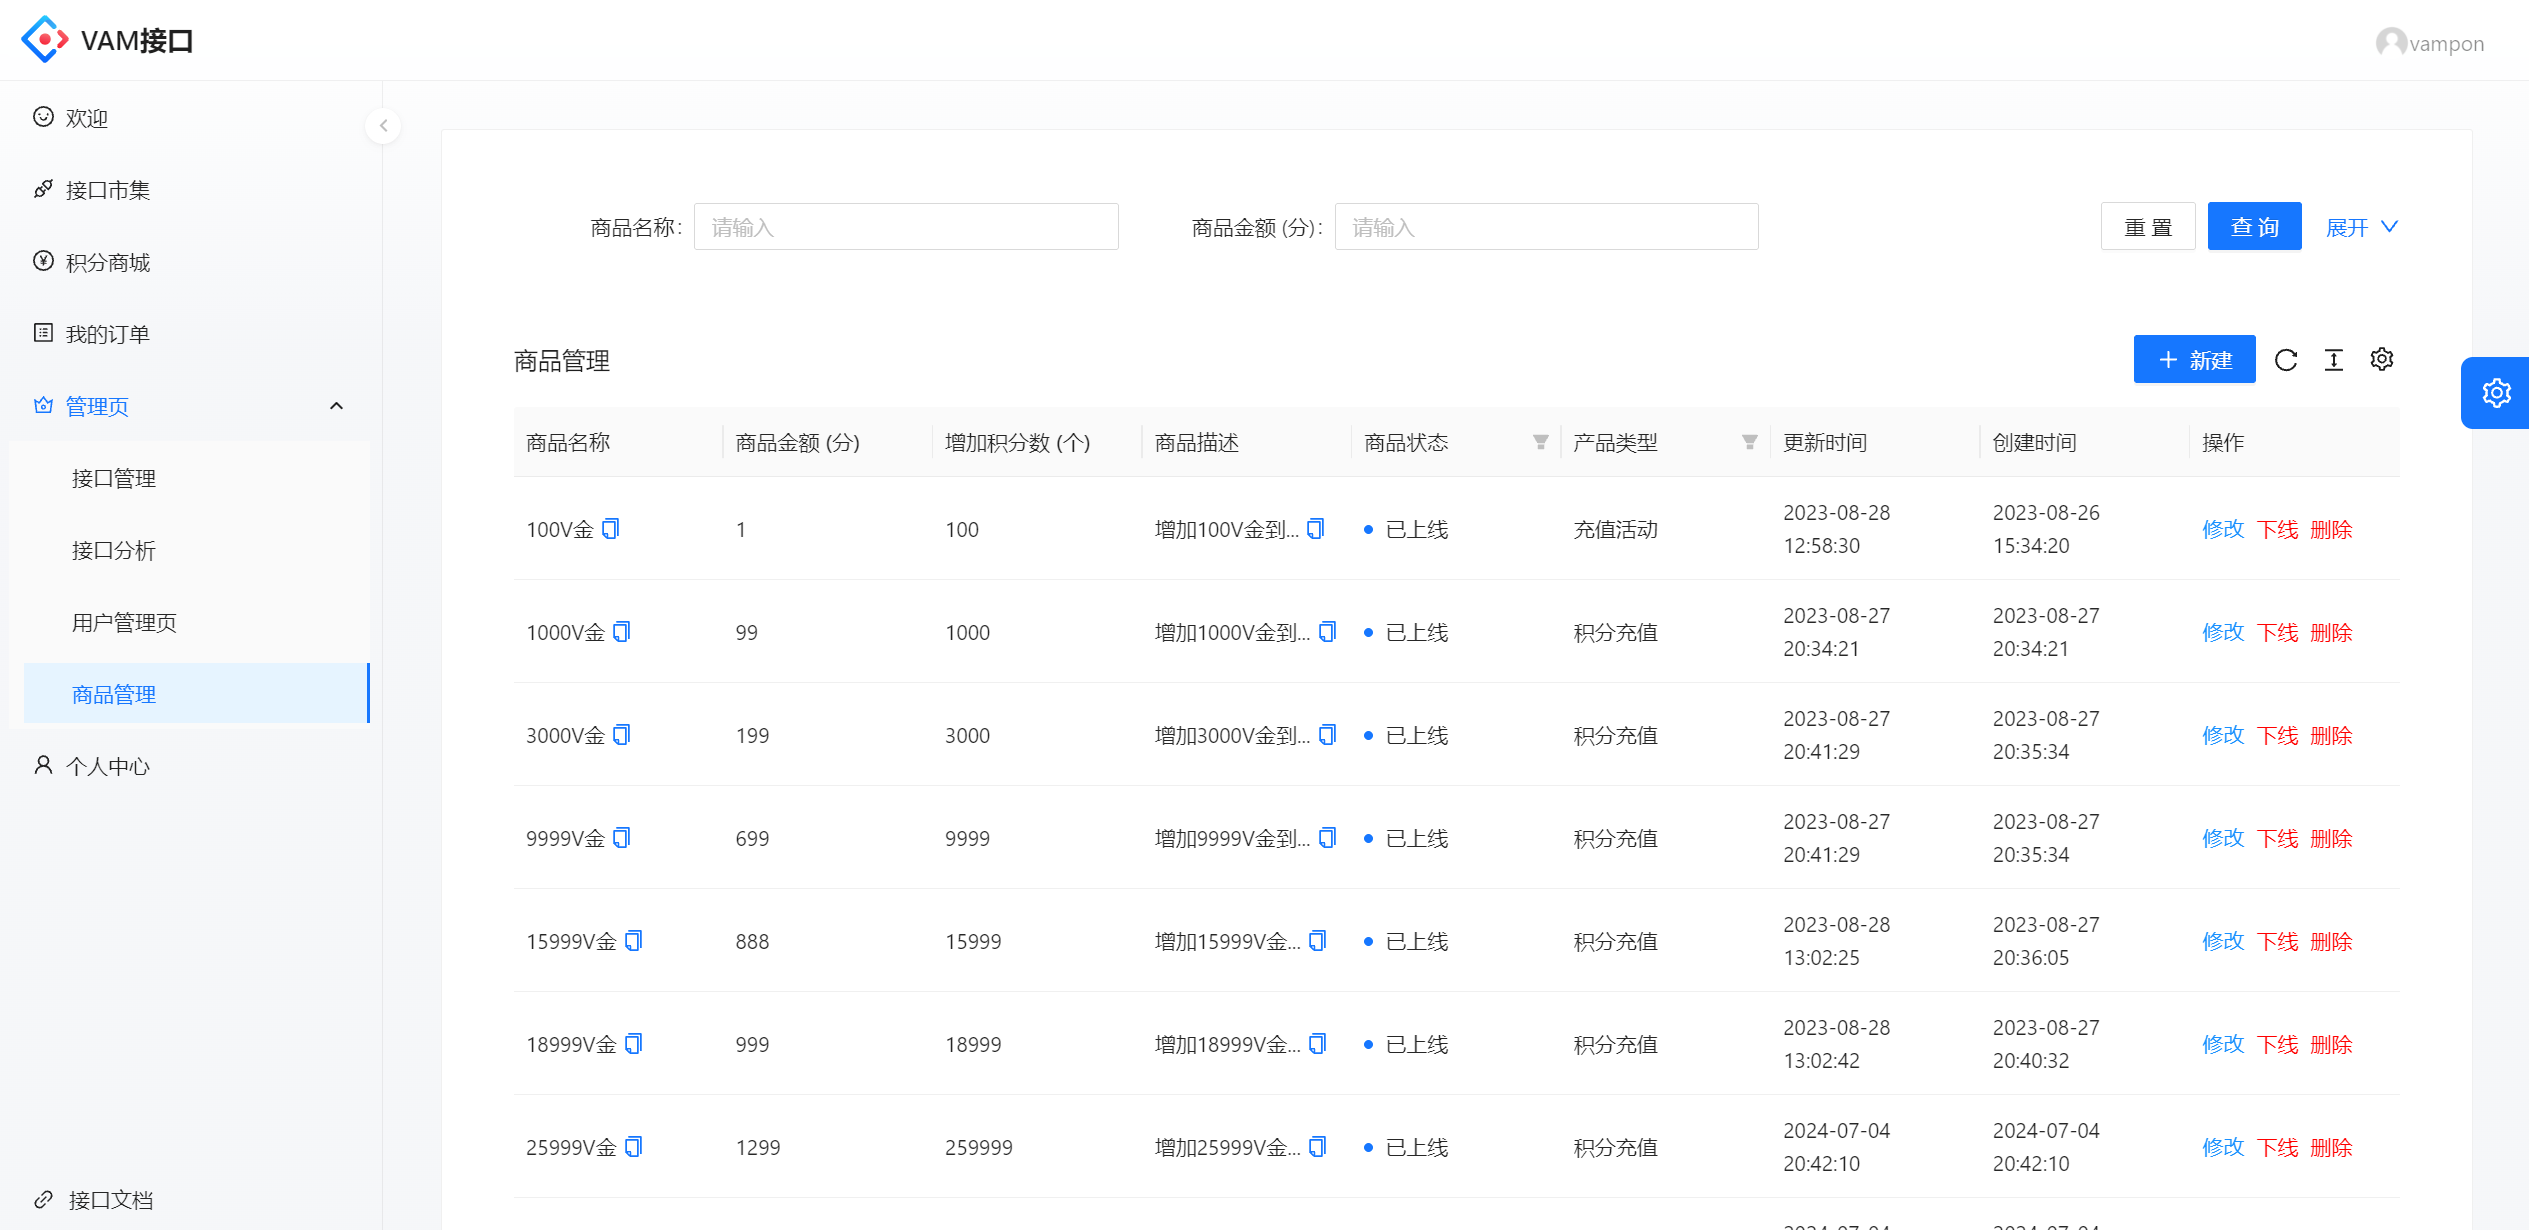 VAM接口
vampon
欢迎
接口市集
积分商城
我的订单
管理页
接口管理
接口分析
用户管理页
商品管理
个人中心
接口文档
商品名称: 请输入 商品金额 (分): 请输入 重 置 查 询 展开
商品管理 新建
商品名称 商品金额 (分) 增加积分数 (个) 商品描述 商品状态 产品类型 更新时间 创建时间 操作
100V金 1 100 增加100V金到... 已上线 充值活动 2023-08-28 12:58:30 2023-08-26 15:34:20 修改 下线 删除
1000V金 99 1000 增加1000V金到... 已上线 积分充值 2023-08-27 20:34:21 2023-08-27 20:34:21 修改 下线 删除
3000V金 199 3000 增加3000V金到... 已上线 积分充值 2023-08-27 20:41:29 2023-08-27 20:35:34 修改 下线 删除
9999V金 699 9999 增加9999V金到... 已上线 积分充值 2023-08-27 20:41:29 2023-08-27 20:35:34 修改 下线 删除
15999V金 888 15999 增加15999V金... 已上线 积分充值 2023-08-28 13:02:25 2023-08-27 20:36:05 修改 下线 删除
18999V金 999 18999 增加18999V金... 已上线 积分充值 2023-08-28 13:02:42 2023-08-27 20:40:32 修改 下线 删除
25999V金 1299 259999 增加25999V金... 已上线 积分充值 2024-07-04 20:42:10 2024-07-04 20:42:10 修改 下线 删除